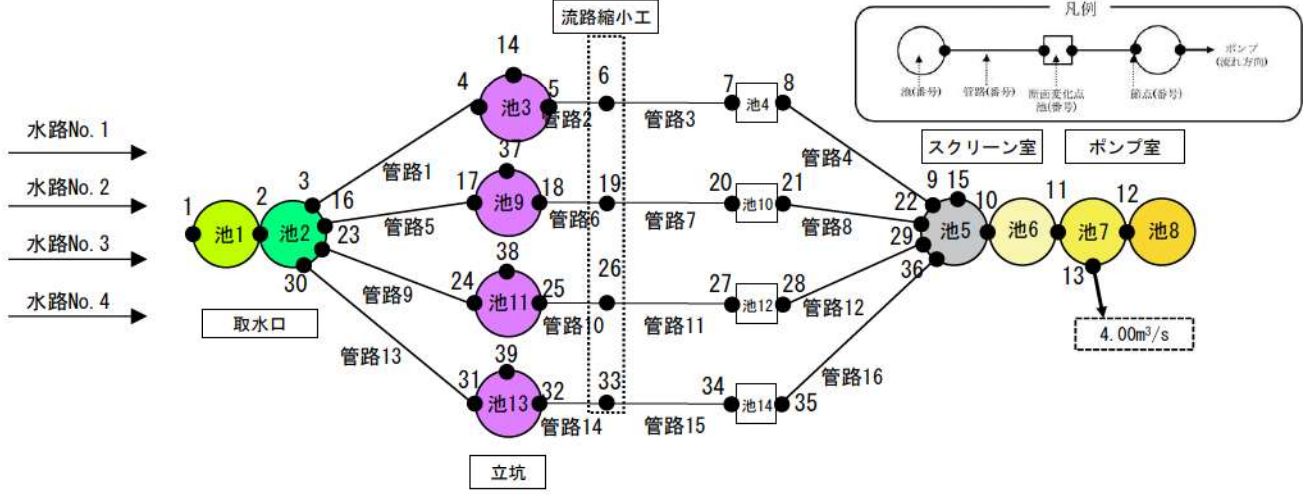 流路縮小工
凡例
ポンプ
(流れ方向)
池(番号)
管路(番号)
断面変化点
池(番号)
節点(番号)
水路No. 1
水路No. 2
水路No. 3
水路No. 4
1
2
3
16
23
30
池1
池2
取水口
管路1
管路5
管路9
管路13
14
4
5
池3
37
17
18
池9
38
24
25
池11
39
31
32
池13
立坑
管路2
6
管路3
管路6
19
管路7
管路10
26
管路11
管路14
33
管路15
7
8
池4
20
21
池10
27
28
池12
34
35
池14
管路4
管路8
管路12
管路16
スクリーン室
ポンプ室
9
15
22
29
36
10
11
12
13
池5
池6
池7
池8
4.00m³/s